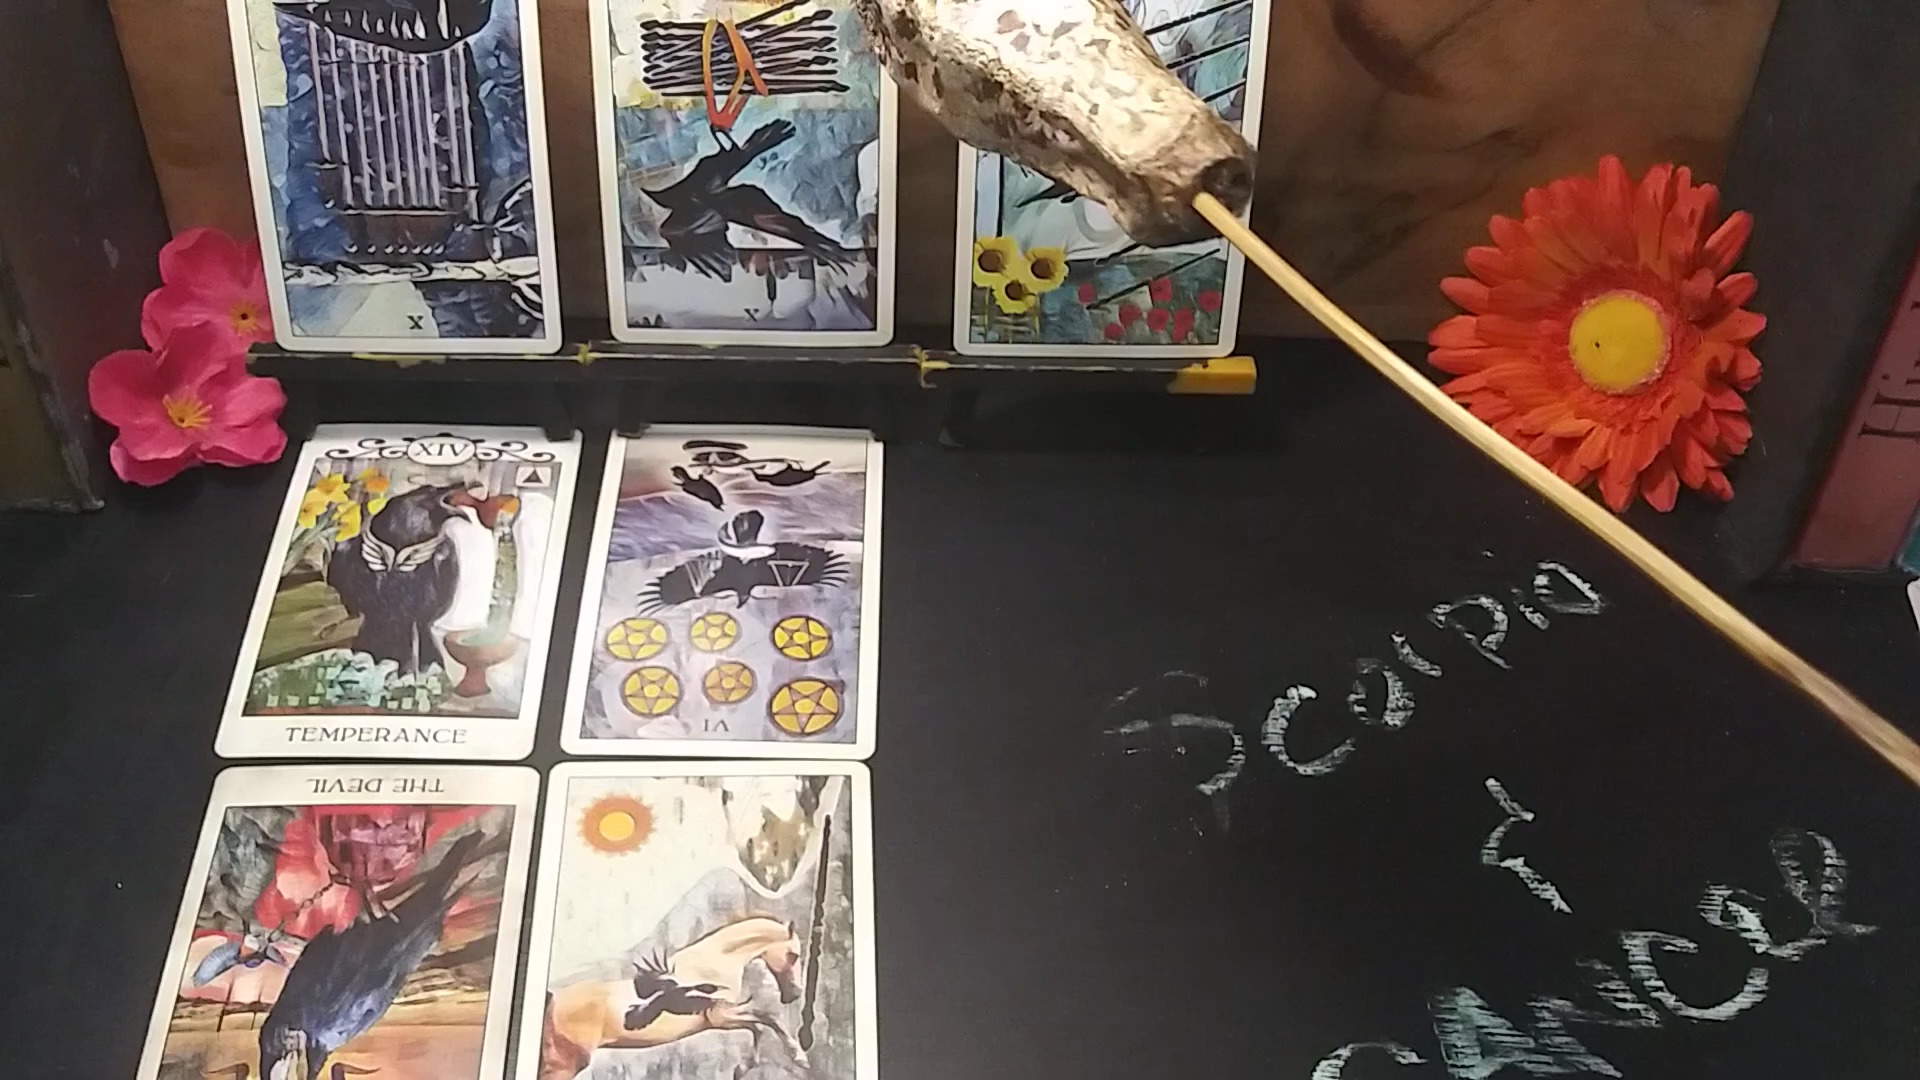 X
X
XIV
TEMPERANCE
VI
THE DEVIL
Scorpio
CANCER